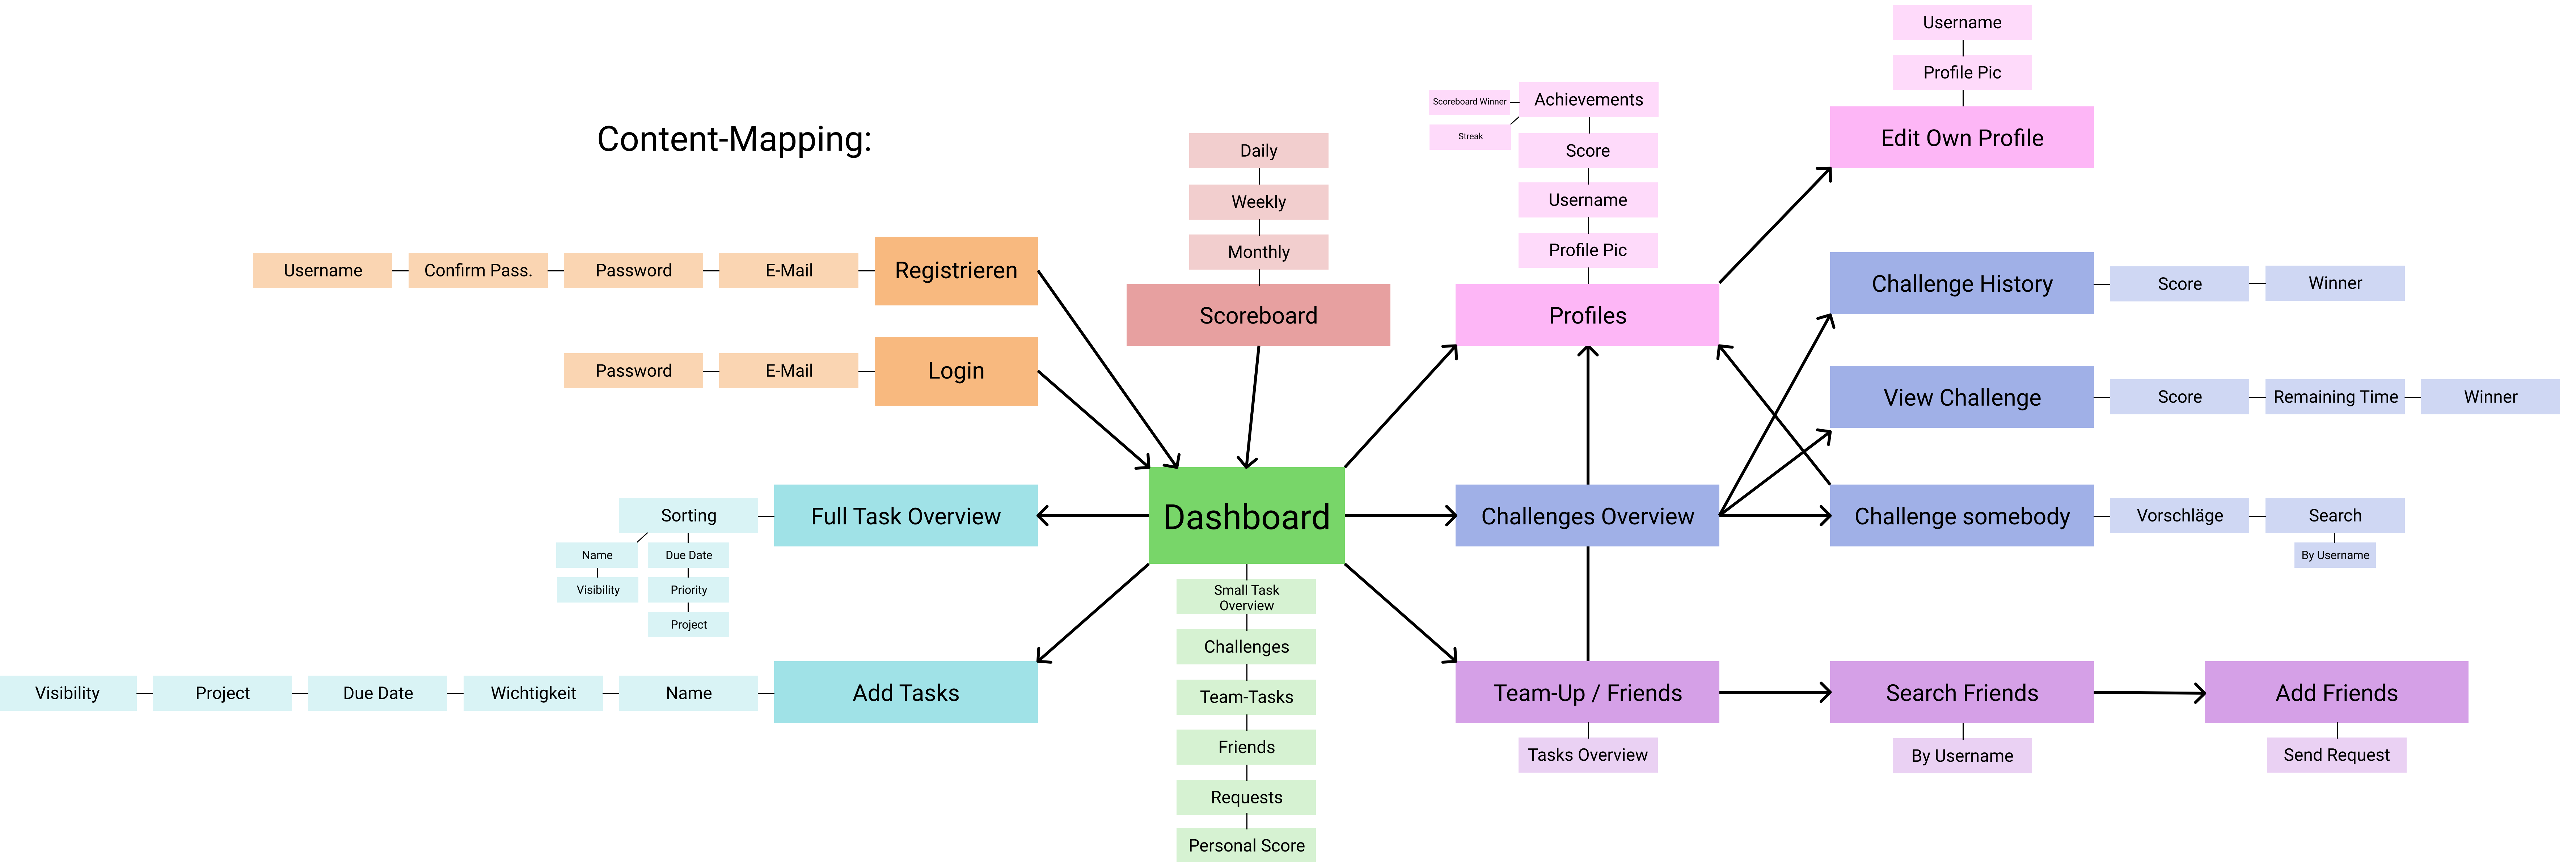 Content-Mapping:
Username
Confirm Pass.
Password
E-Mail
Registrieren
Password
E-Mail
Login
Daily
Weekly
Monthly
Scoreboard
Scoreboard Winner
Achievements
Streak
Score
Username
Profile Pic
Profiles
Username
Profile Pic
Edit Own Profile
Challenge History
Score
Winner
View Challenge
Score
Remaining Time
Winner
Sorting
Full Task Overview
Name
Due Date
Visibility
Priority
Project
Dashboard
Challenges Overview
Challenge somebody
Vorschläge
Search
By Username
Small Task
Overview
Challenges
Team-Tasks
Friends
Requests
Personal Score
Visibility
Project
Due Date
Wichtigkeit
Name
Add Tasks
Team-Up / Friends
Tasks Overview
Search Friends
By Username
Add Friends
Send Request